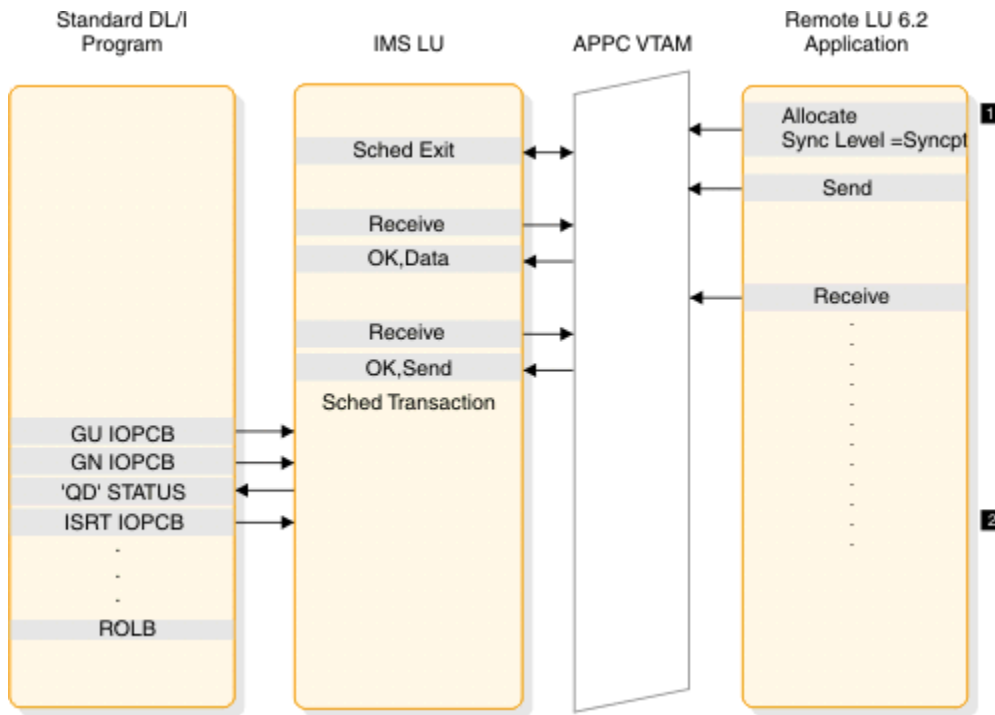 Standard DL/I
Program
IMS LU
APPC VTAM
Remote LU 6.2
Application
Allocate
Sync Level =Syncpt
1
Sched Exit
Send
Receive
OK,Data
Receive
Receive
OK,Send
Sched Transaction
GU IOPCB
GN IOPCB
'QD' STATUS
ISRT IOPCB
2
ROLB